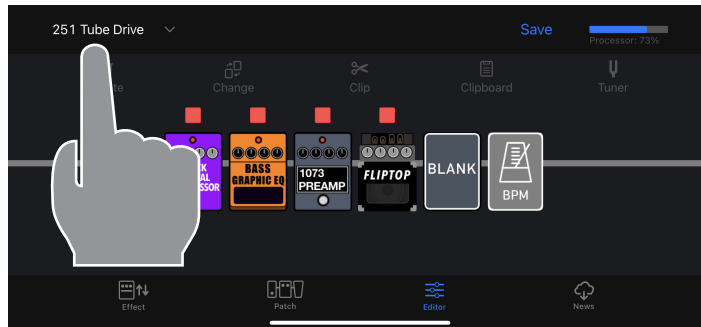 251 Tube Drive
Save
Processor: 73%
Change
Clip
Clipboard
Tuner
BASS
GRAPHIC EQ
1073
PREAMP
FLIPTOP
BLANK
BPM
Effect
Patch
Editor
News